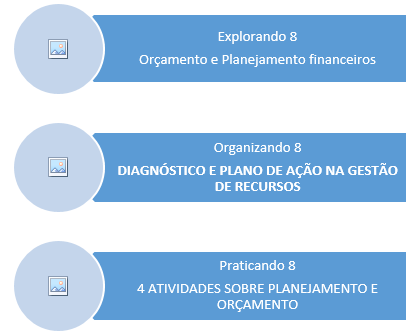 Explorando 8
Orçamento e Planejamento financeiros
Organizando 8
DIAGNÓSTICO E PLANO DE AÇÃO NA GESTÃO
DE RECURSOS
Praticando 8
4 ATIVIDADES SOBRE PLANEJAMENTO E
ORÇAMENTO